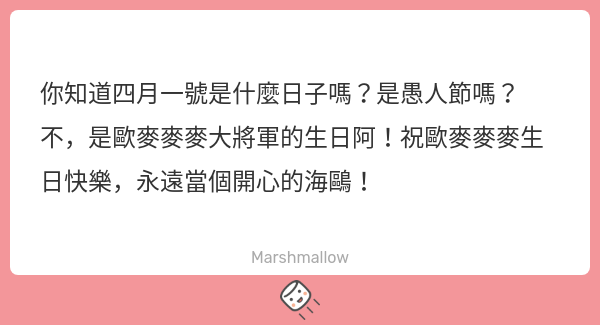 你知道四月一號是什麼日子嗎？是愚人節嗎？
不，是歐麥麥麥大將軍的生日阿！祝歐麥麥麥生
日快樂，永遠當個開心的海鷗！
Marshmallow